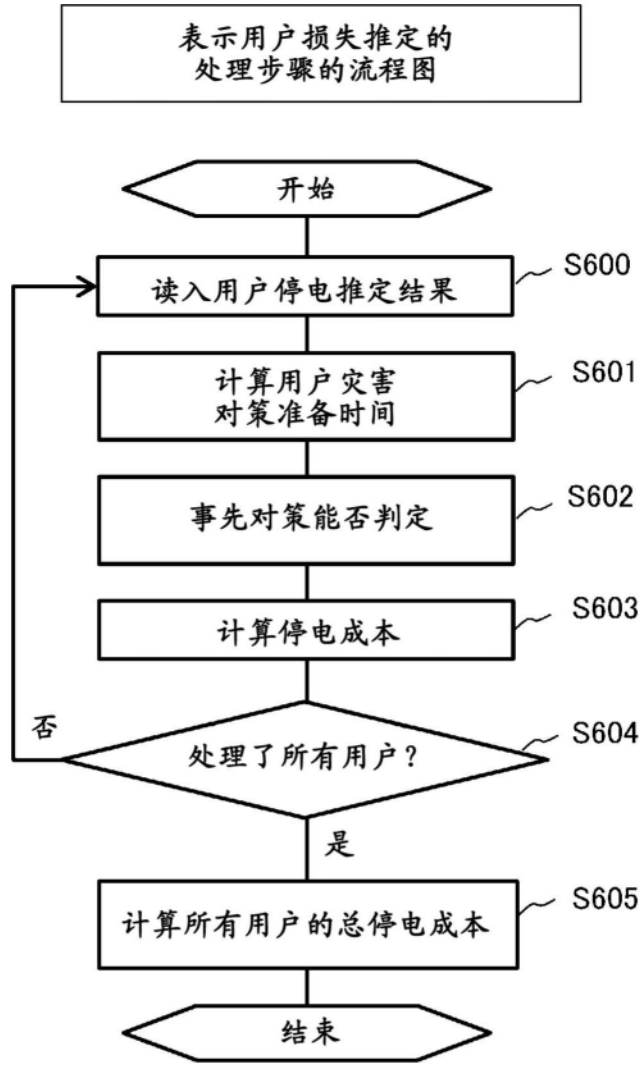 表示用户损失推定的
处理步骤的流程图
开始
读入用户停电推定结果
S600
计算用户灾害
对策准备时间
S601
事先对策能否判定
S602
计算停电成本
S603
否
处理了所有用户?
S604
是
计算所有用户的总停电成本
S605
结束